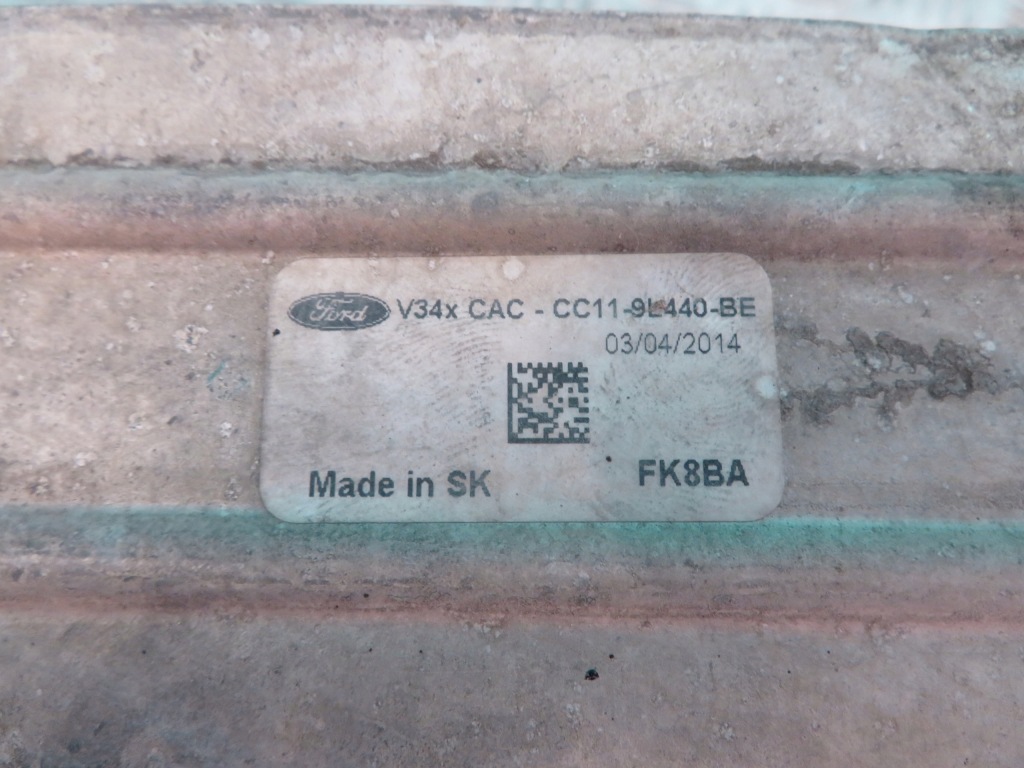 Ford V34x CAC - CC11-9L440-BE
03/04/2014
Made in SK FK8BA